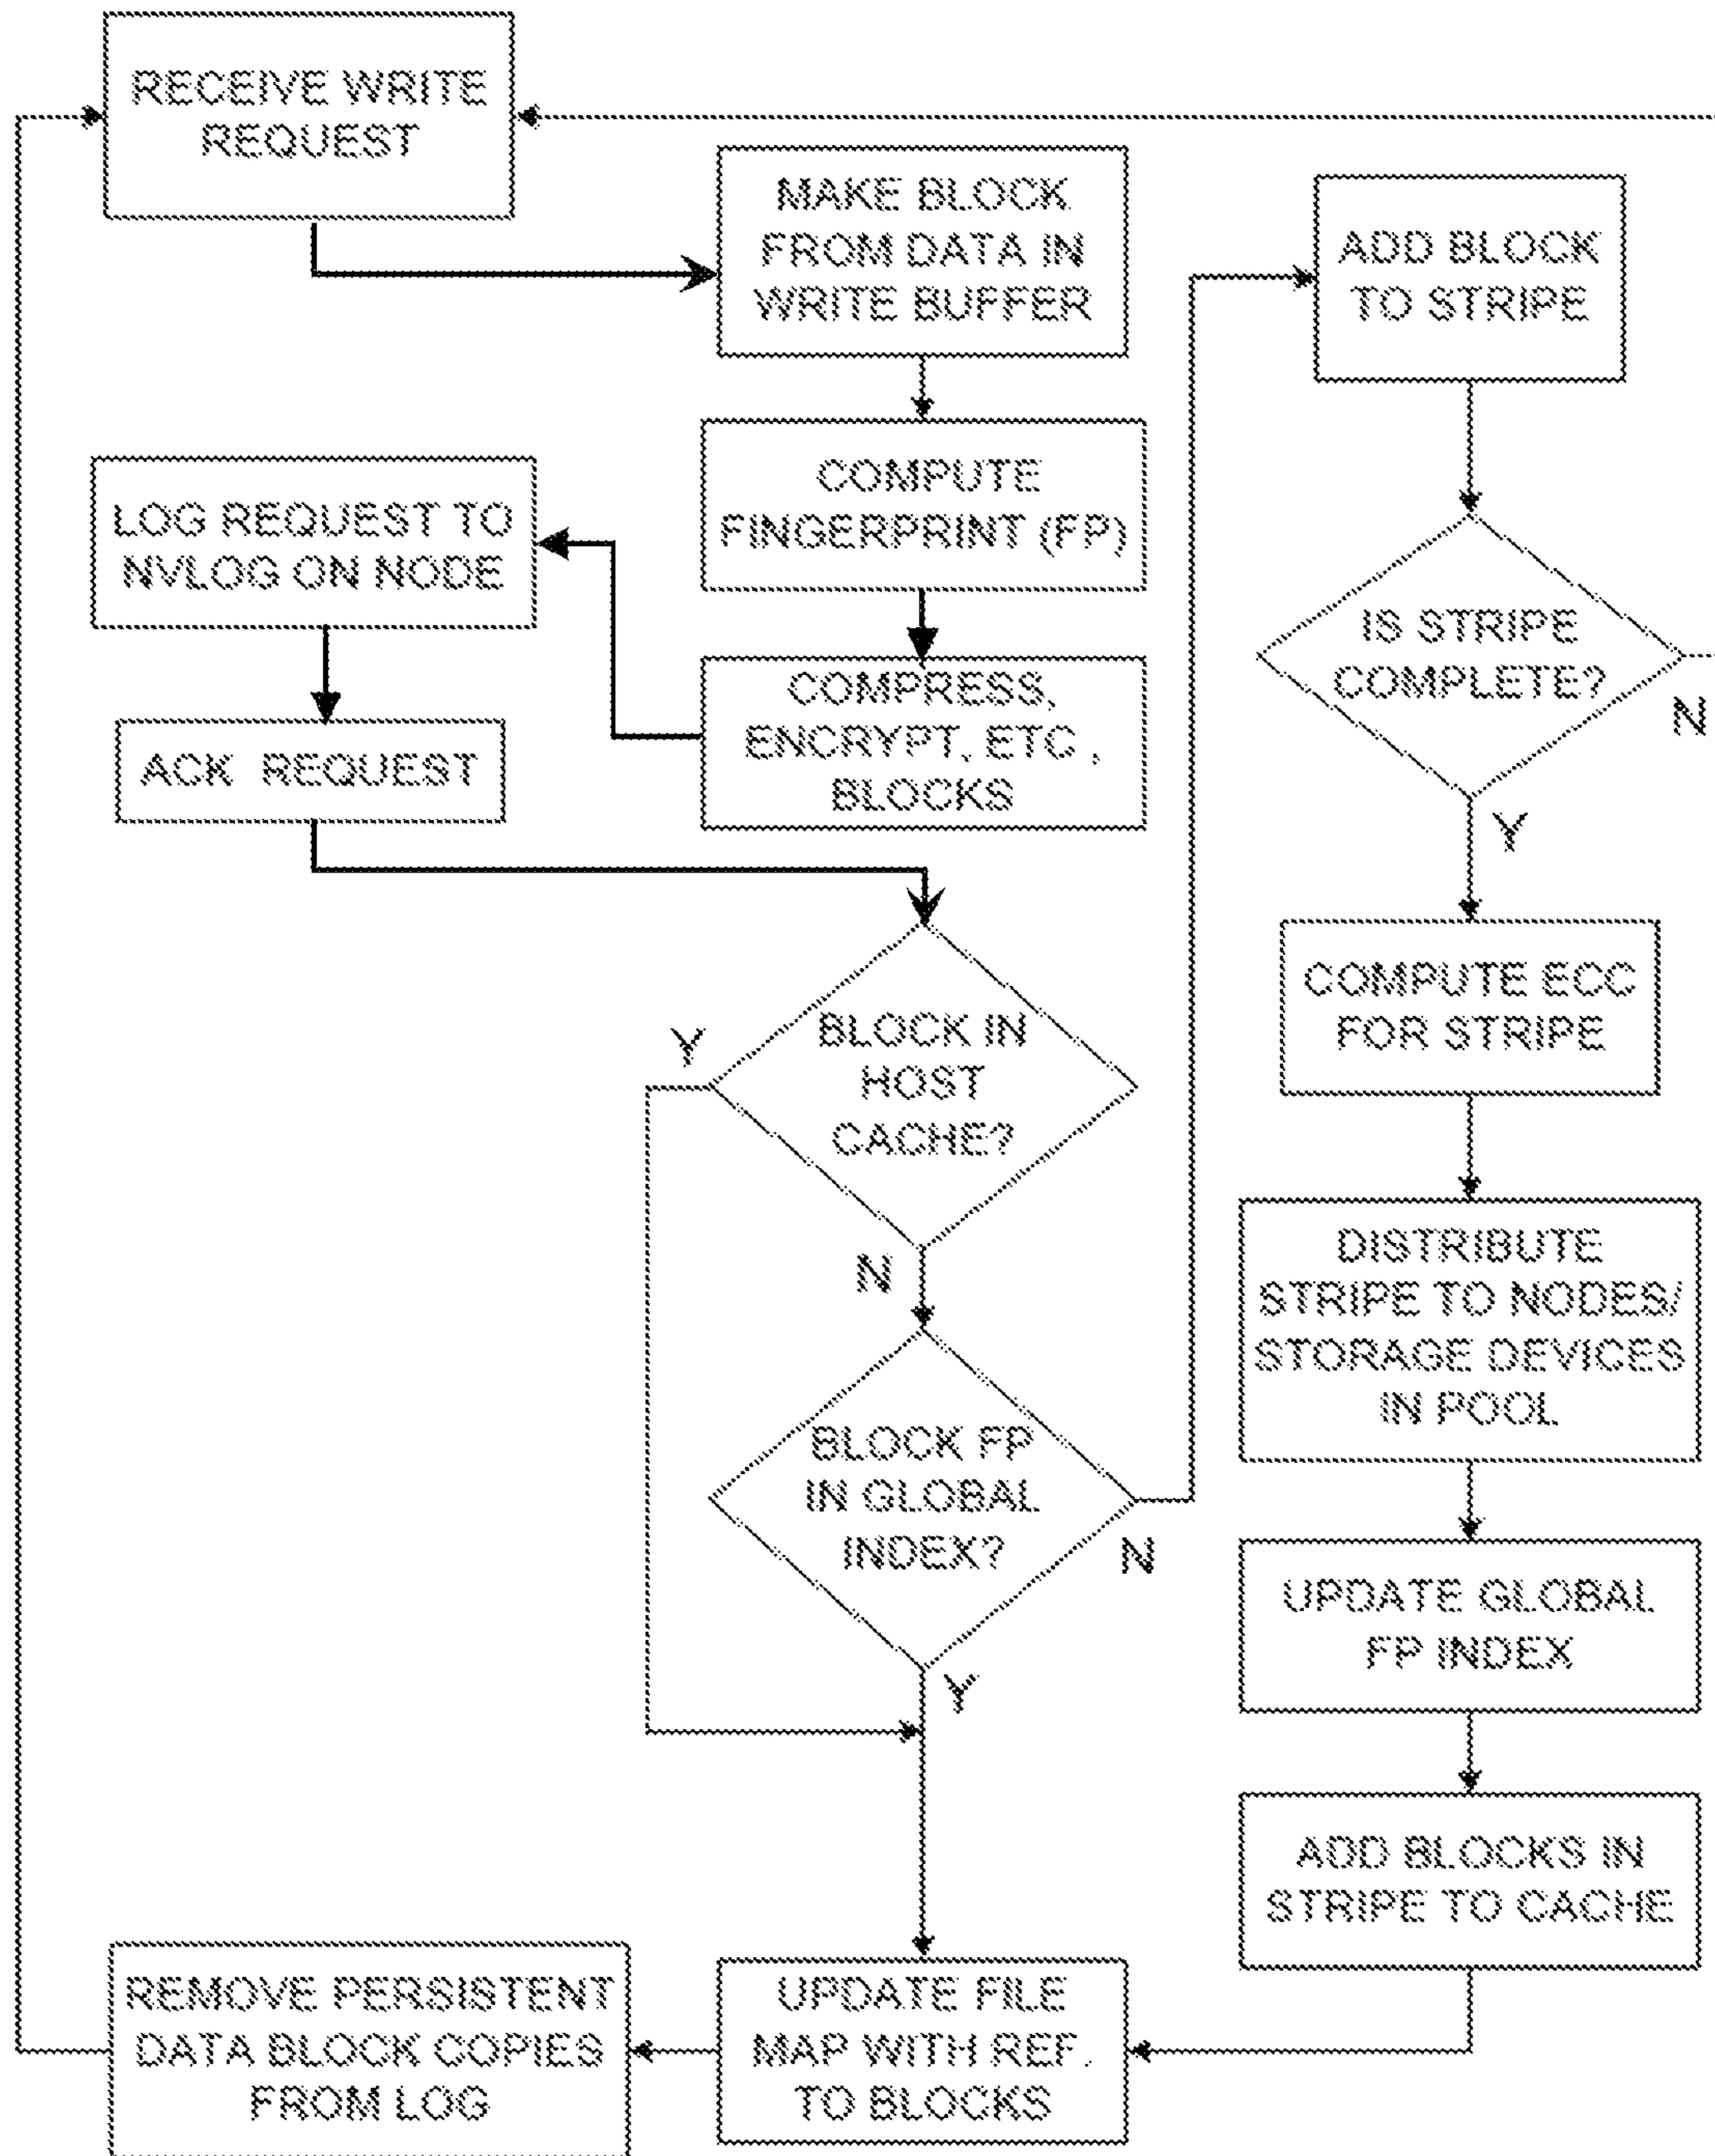 RECEIVE WRITE
REQUEST
MAKE BLOCK
FROM DATA IN
WRITE BUFFER
COMPUTE
FINGERPRINT (FP)
COMPRESS,
ENCRYPT, ETC ,
BLOCKS
LOG REQUEST TO
NVLOG ON NODE
ACK REQUEST
BLOCK IN
HOST
CACHE?
Y
N
BLOCK FP
IN GLOBAL
INDEX?
N
Y
ADD BLOCK
TO STRIPE
IS STRIPE
COMPLETE?
N
Y
COMPUTE ECC
FOR STRIPE
DISTRIBUTE
STRIPE TO NODES/
STORAGE DEVICES
IN POOL
UPDATE GLOBAL
FP INDEX
ADD BLOCKS IN
STRIPE TO CACHE
UPDATE FILE
MAP WITH REF.
TO BLOCKS
REMOVE PERSISTENT
DATA BLOCK COPIES
FROM LOG